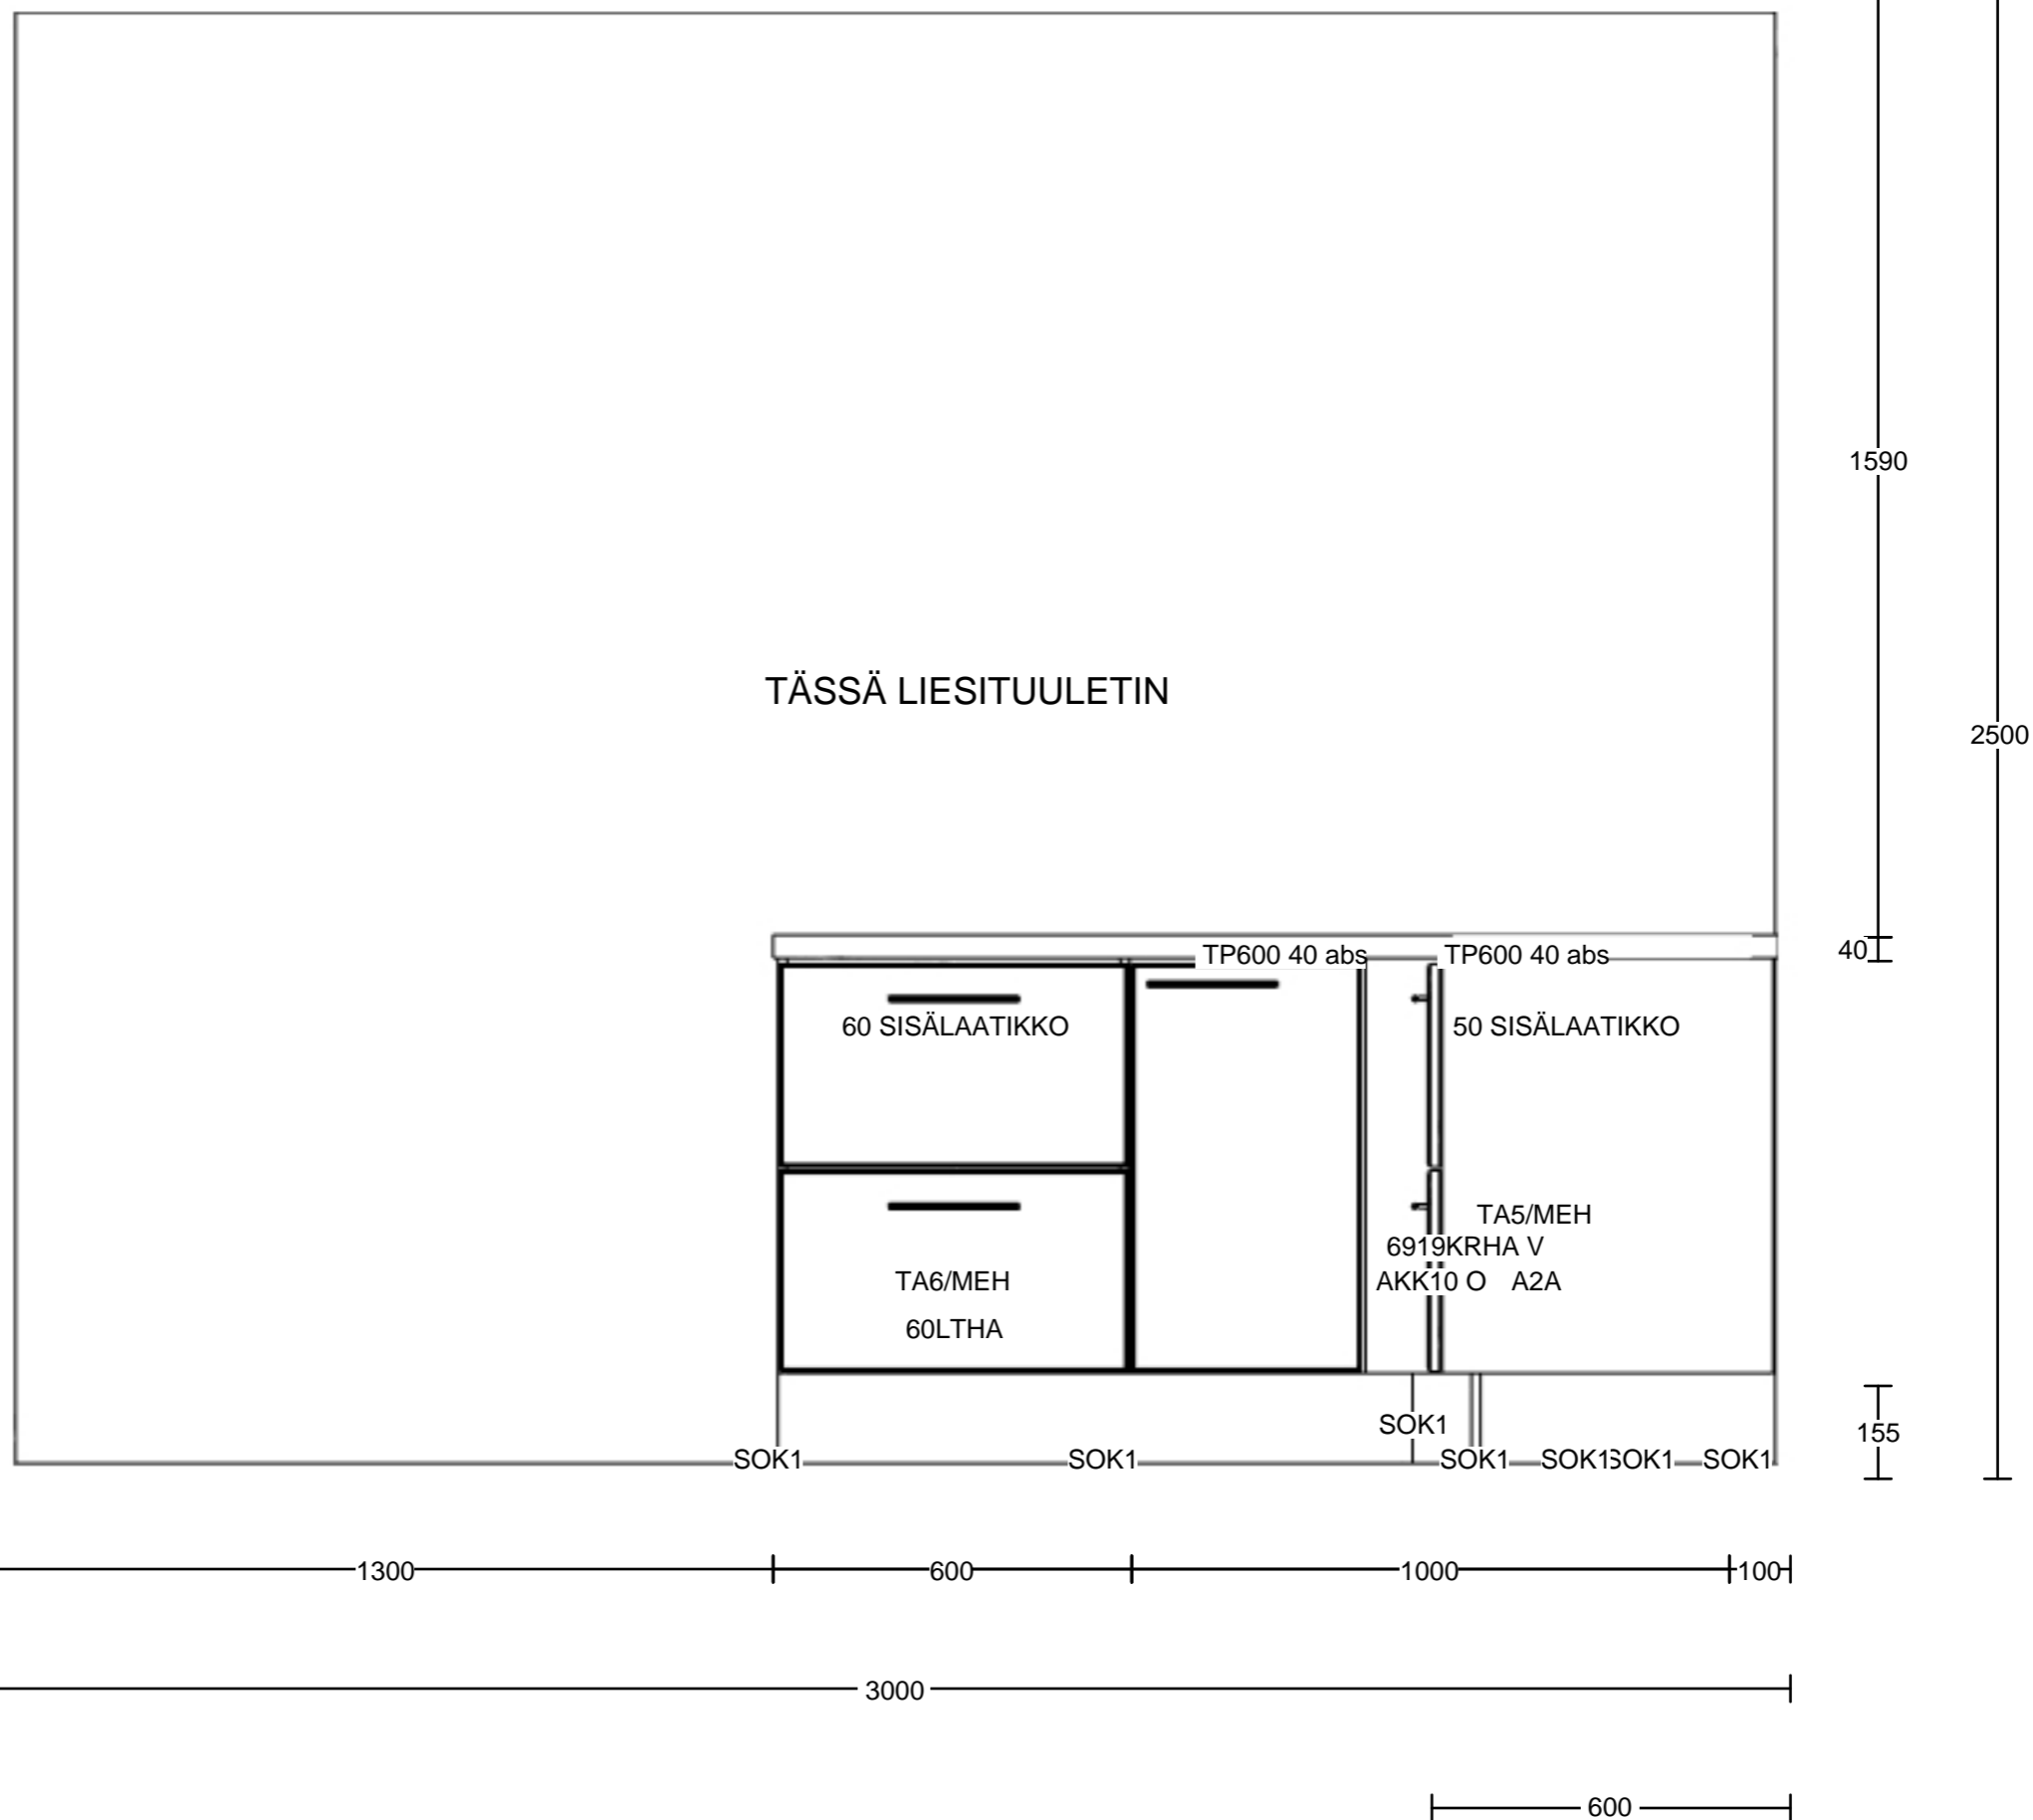 1590
TÄSSÄ LIESITUULETIN
2500
TP600 40 abs TP600 40 abs 40
60 SISÄLAATIKKO 50 SISÄLAATIKKO
TA5/MEH
6919KRHA V
TA6/MEH AKK10 O A2A
60LTHA
SOK1
155
SOK1 SOK1 SOK1 SOK1 SOK1 SOK1
1300 600 1000 100
3000
600